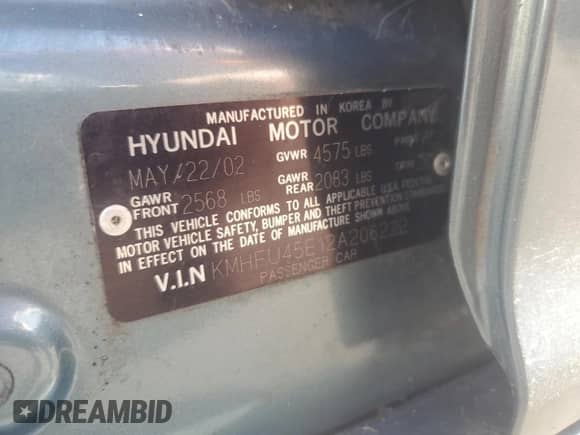 MANUFACTURED IN KOREA BY
HYUNDAI MOTOR COMPANY
MAY/22/02 GVWR 4575 LBS
GAWR FRONT 2568 LBS GAWR REAR 2083 LBS
THIS VEHICLE CONFORMS TO ALL APPLICABLE U.S.A. FEDERAL
MOTOR VEHICLE SAFETY, BUMPER AND THEFT PREVENTION STANDARDS
IN EFFECT ON THE DATE OF MANUFACTURE SHOWN ABOVE.
V.I.N KMHFU45E12A206222
PASSENGER CAR
DREAMBID